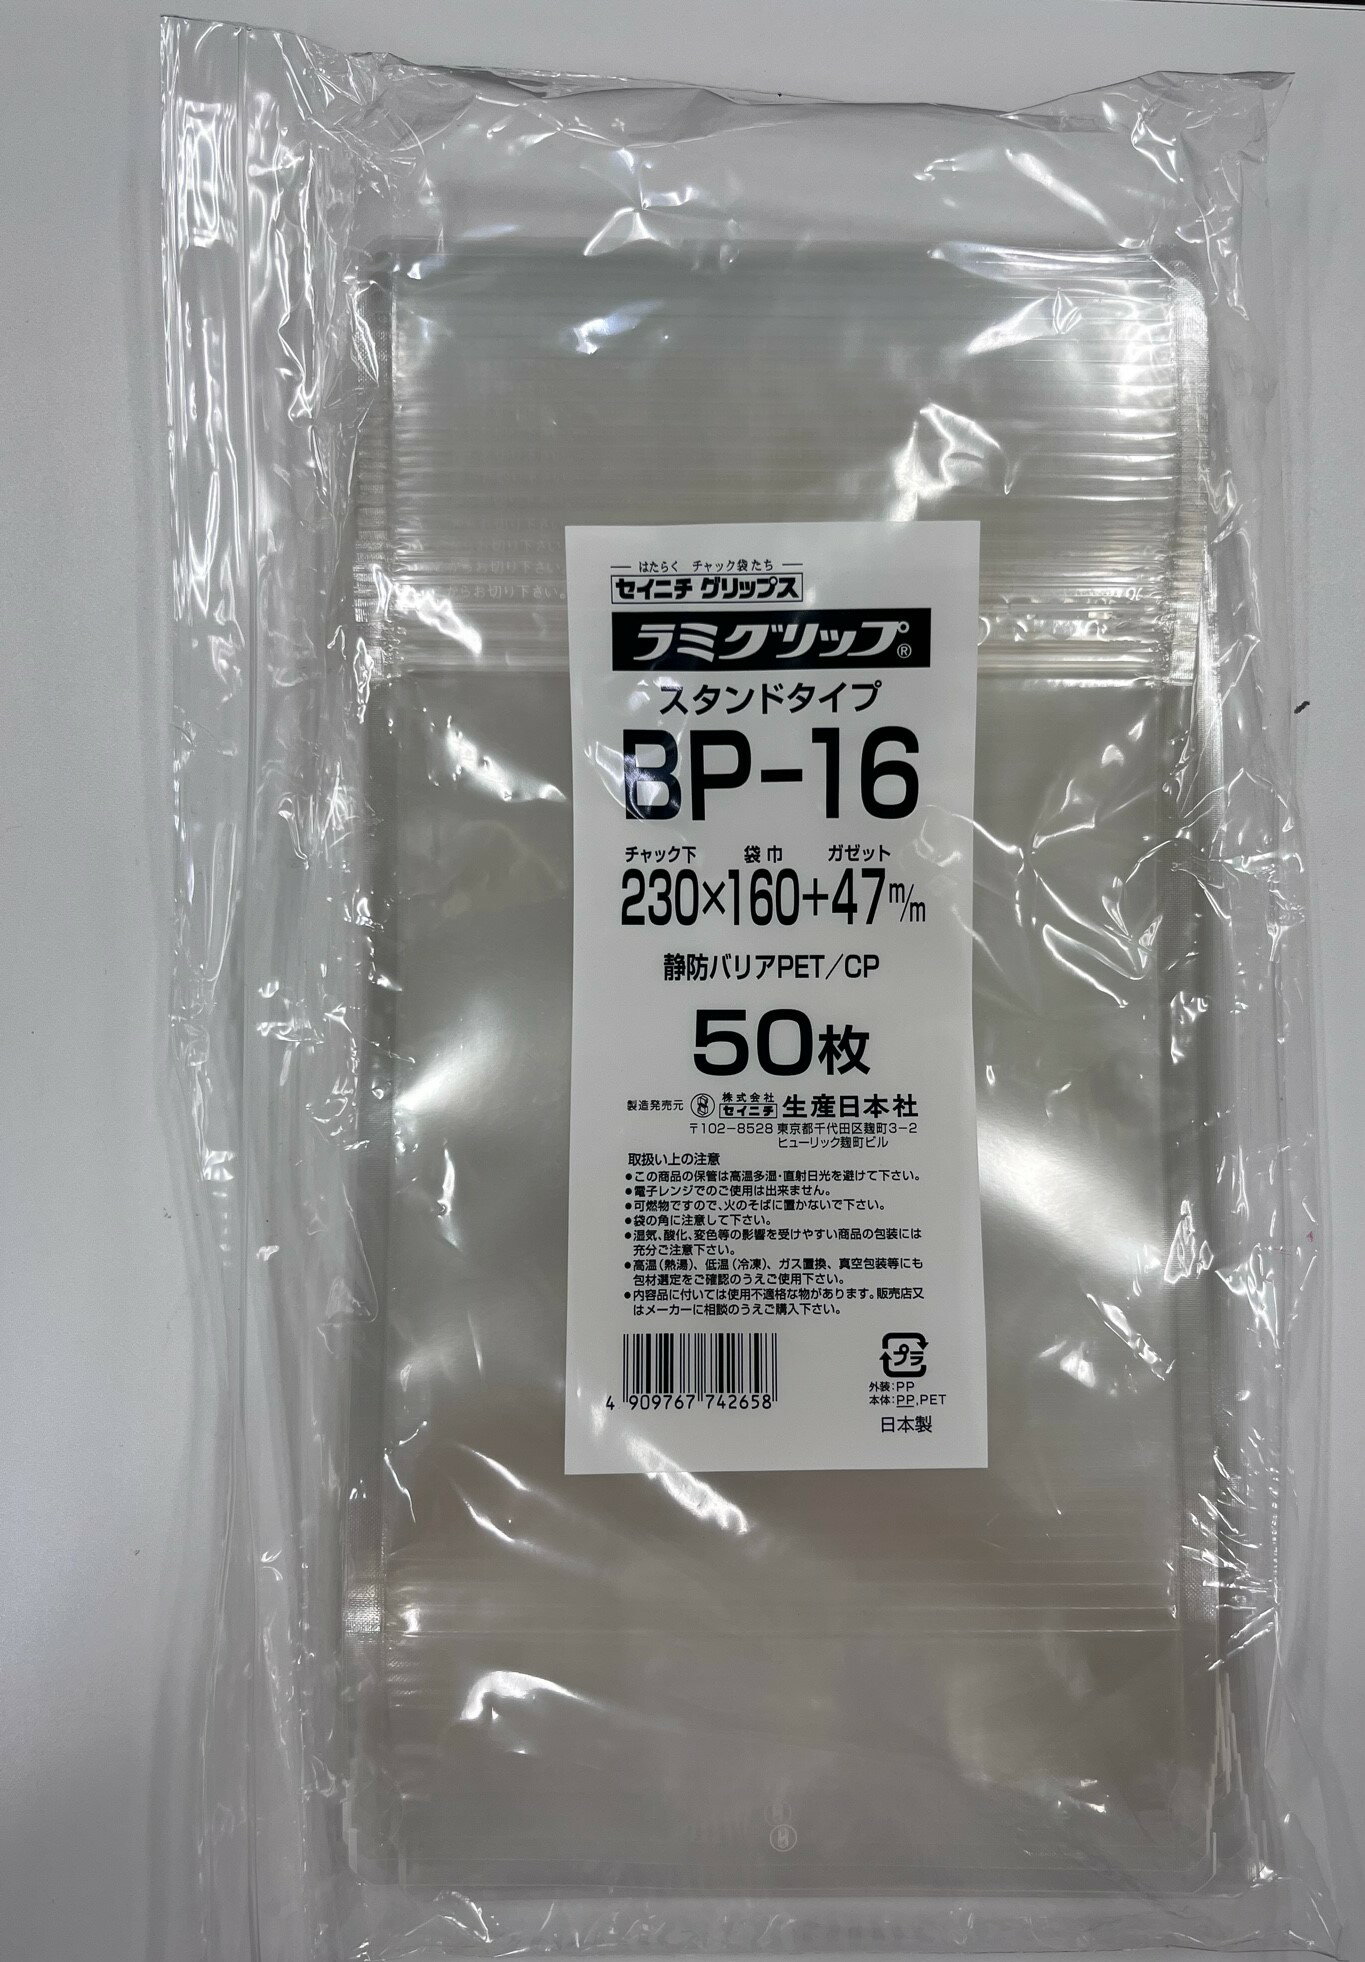 はたらく チャック袋たち
セイニチ グリップス
ラミグリップ®
スタンドタイプ
BP-16
チャック下 袋巾 ガゼット
230×160+47m/m
静防バリアPET/CP
50枚
製造発売元 株式会社セイニチ 生産日本社
〒102-8528 東京都千代田区麹町3-2
ヒューリック麹町ビル
取扱い上の注意
●この商品の保管は高温多湿・直射日光を避けて下さい。
●電子レンジでのご使用は出来ません。
●可燃物ですので、火のそばに置かないで下さい。
●袋の角に注意して下さい。
●湿気、酸化、変色等の影響を受けやすい商品の包装には
充分ご注意下さい。
●高温(熱湯)、低温(冷凍)、ガス置換、真空包装等にも
包材選定をご確認のうえご使用下さい。
●内容品に付いては使用不適格な物があります。販売店又
はメーカーに相談のうえご購入下さい。
4 909767 742658
プラ
外装:PP
本体:PP,PET
日本製
からお切り下さい。